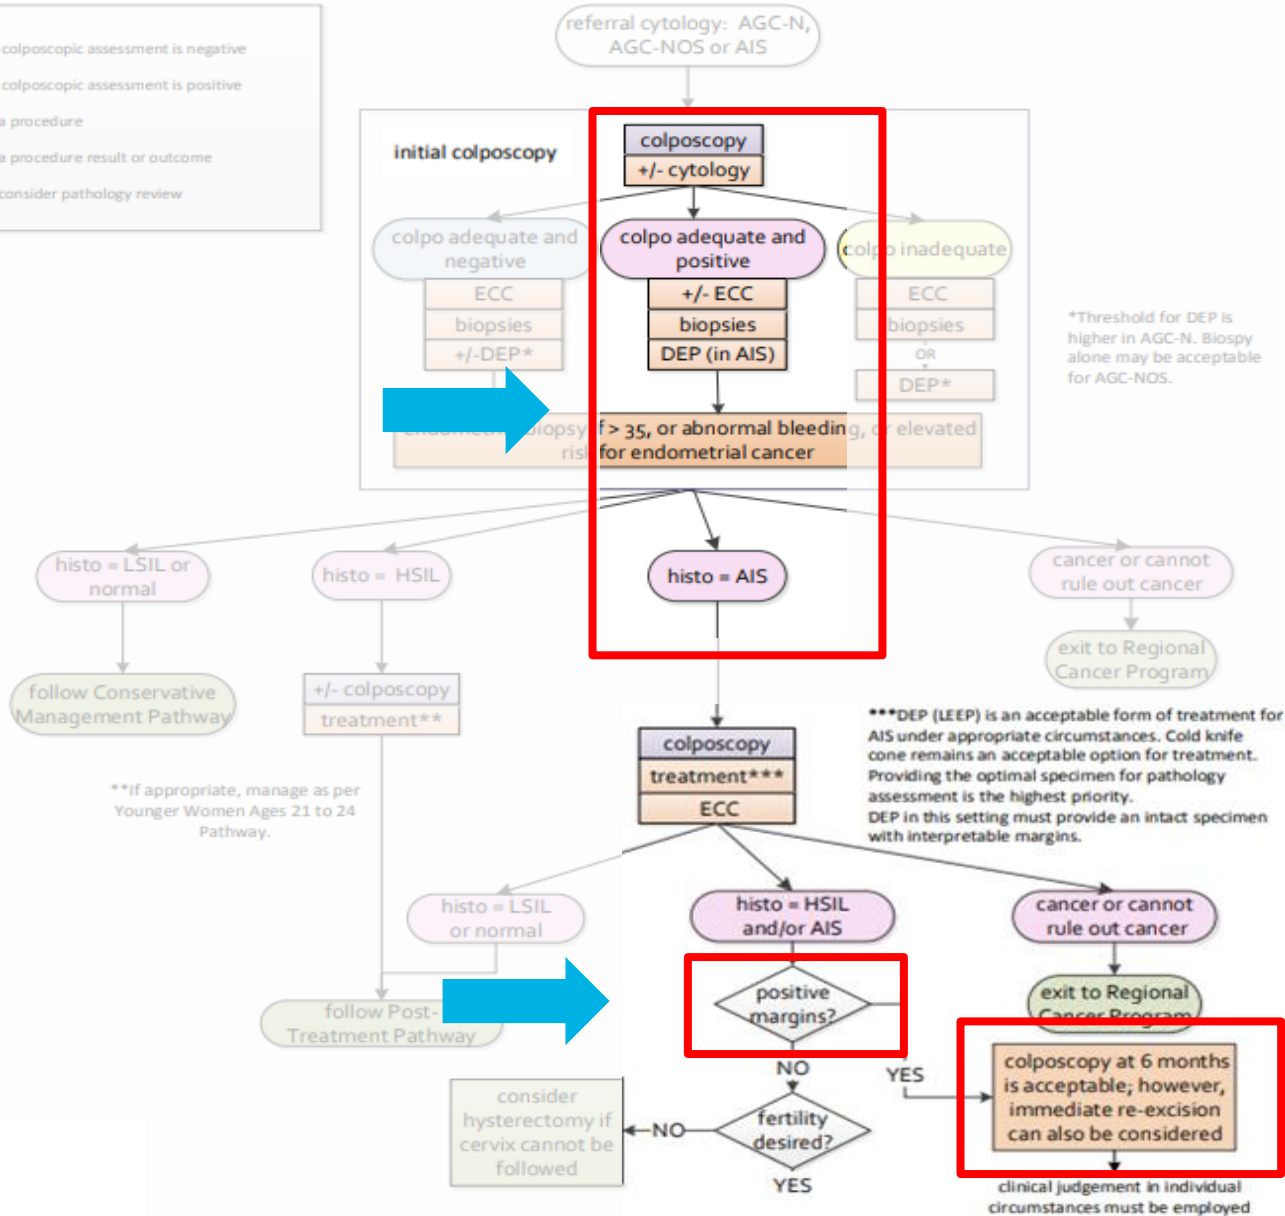 referral cytology: AGC-N,
AGC-NOS or AIS
colposcopic assessment is negative
colposcopic assessment is positive
a procedure
a procedure result or outcome
consider pathology review
initial colposcopy
colposcopy
+/- cytology
colpo adequate and
negative
ECC
biopsies
+/-DEP*
colpo adequate and
positive
+/- ECC
biopsies
DEP (in AIS)
colpo inadequate
ECC
biopsies
OR
DEP*
*Threshold for DEP is
higher in AGC-N. Biospy
alone may be acceptable
for AGC-NOS.
biopsy if > 35, or abnormal bleeding, or elevated
risk for endometrial cancer
histo = LSIL or
normal
histo = HSIL
histo = AIS
cancer or cannot
rule out cancer
follow Conservative
Management Pathway
+/- colposcopy
treatment**
exit to Regional
Cancer Program
**If appropriate, manage as per
Younger Women Ages 21 to 24
Pathway.
colposcopy
treatment***
ECC
***DEP (LEEP) is an acceptable form of treatment for
AIS under appropriate circumstances. Cold knife
cone remains an acceptable option for treatment.
Providing the optimal specimen for pathology
assessment is the highest priority.
DEP in this setting must provide an intact specimen
with interpretable margins.
histo = LSIL
or normal
histo = HSIL
and/or AIS
cancer or cannot
rule out cancer
follow Post-
Treatment Pathway
positive
margins?
exit to Regional
Cancer Program
NO
YES
colposcopy at 6 months
is acceptable; however,
immediate re-excision
can also be considered
consider
hysterectomy if
cervix cannot be
followed
NO
fertility
desired?
YES
clinical judgement in individual
circumstances must be employed